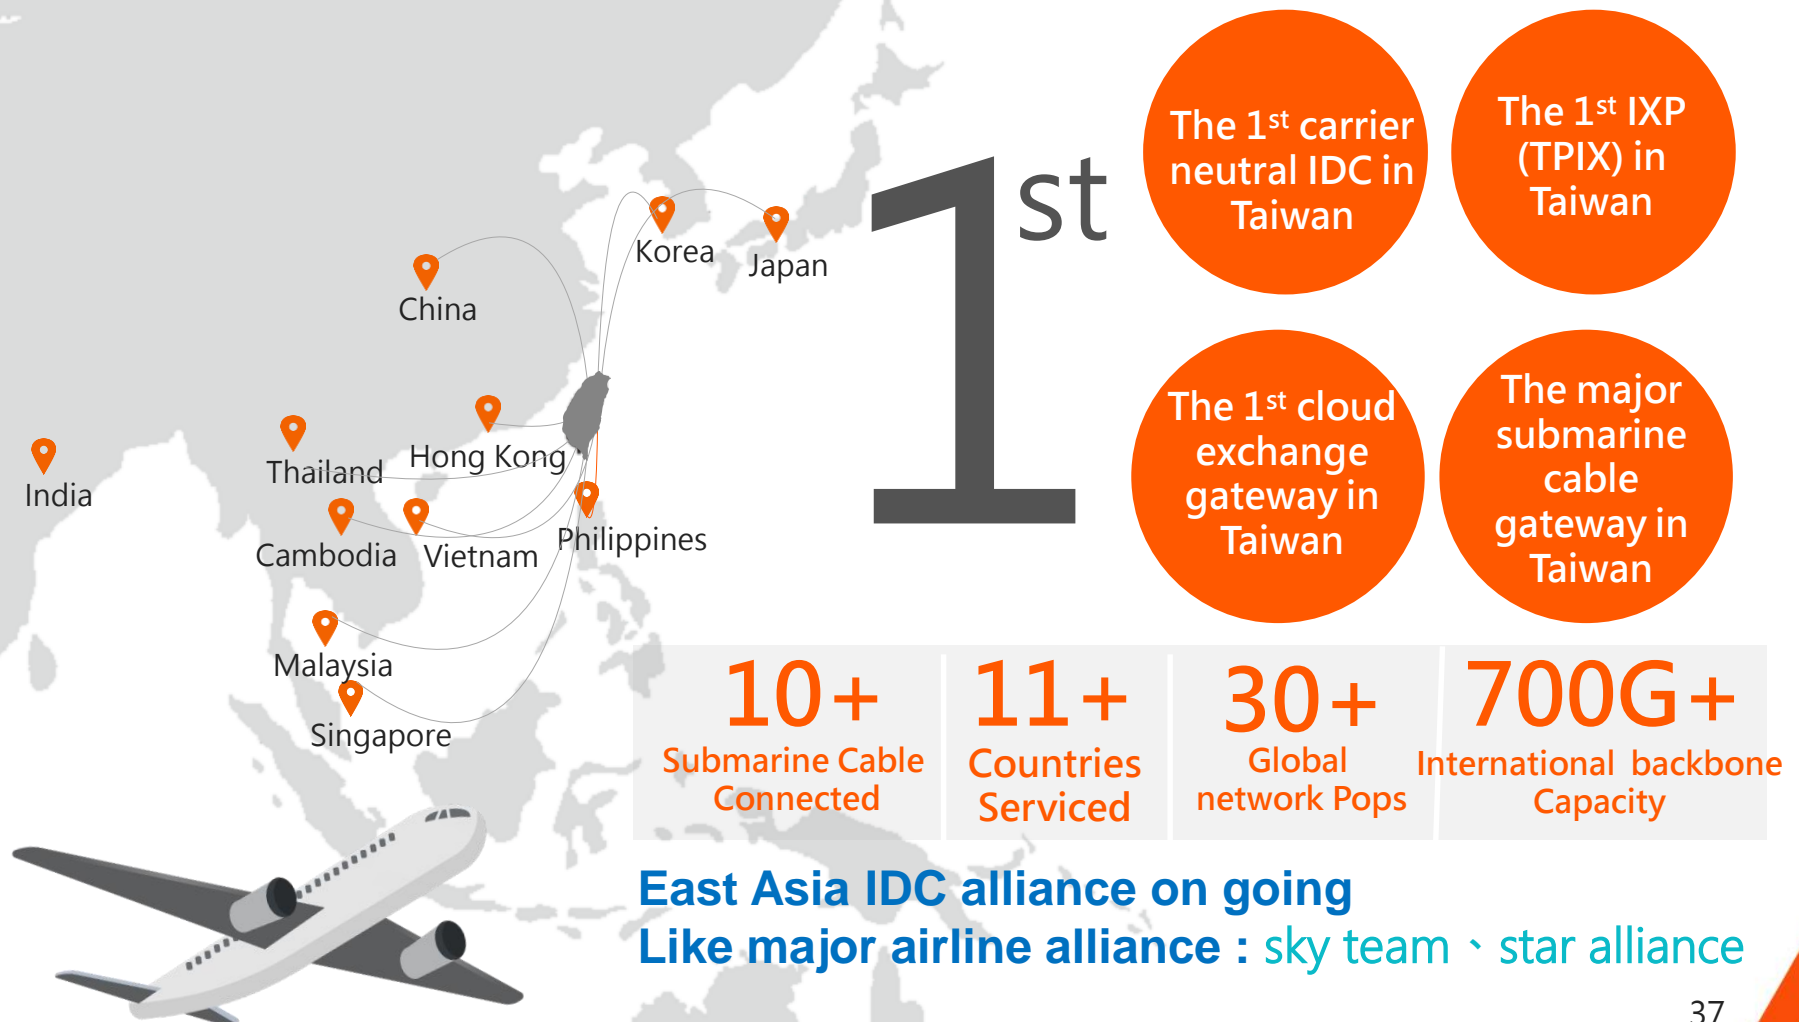 Korea
Japan
China
Hong Kong
Thailand
India
Cambodia
Vietnam
Philippines
Malaysia
Singapore
1st
The 1st carrier
neutral IDC in
Taiwan
The 1st IXP
(TPIX) in
Taiwan
The 1st cloud
exchange
gateway in
Taiwan
The major
submarine
cable
gateway in
Taiwan
10+
Submarine Cable
Connected
11+
Countries
Serviced
30+
Global
network Pops
700G+
International backbone
Capacity
East Asia IDC alliance on going
Like major airline alliance : sky team、star alliance
37